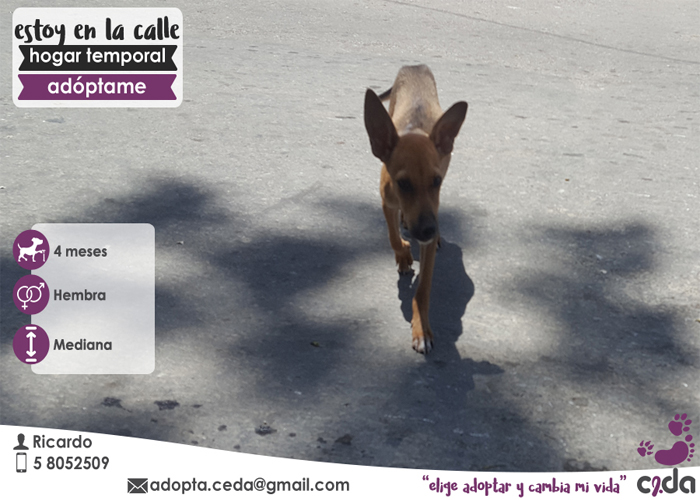 estoy en la calle
hogar temporal
adóptame
4 meses
Hembra
Mediana
Ricardo
5 8052509
adopta.ceda@gmail.com
“elige adoptar y cambia mi vida”
ceda